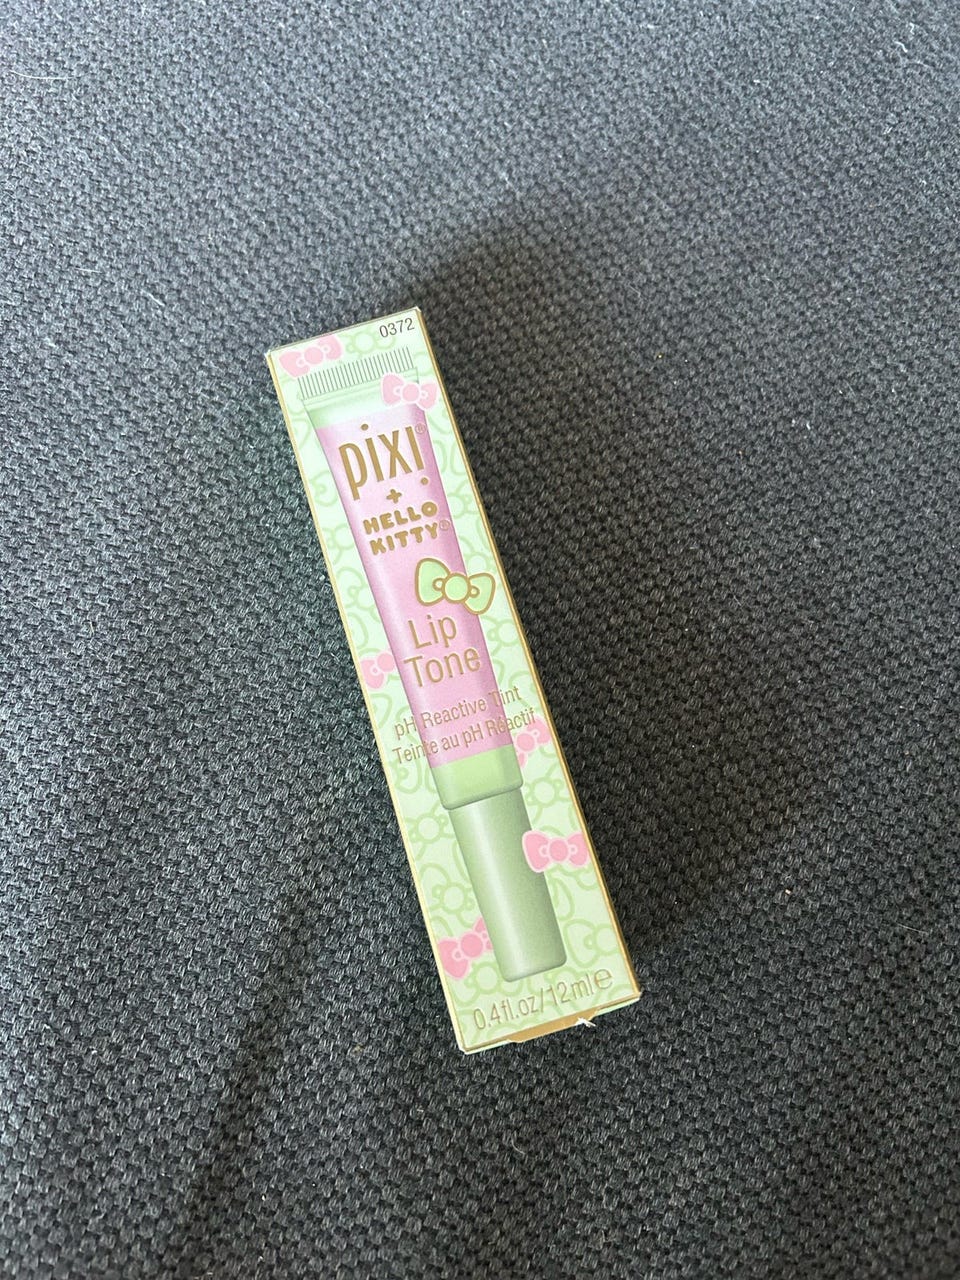 0372
pixi®
+
HELLO
KITTY®
Lip
Tone
pH Reactive Tint
Teinte au pH Réactif
0.4fl.oz/12ml℮